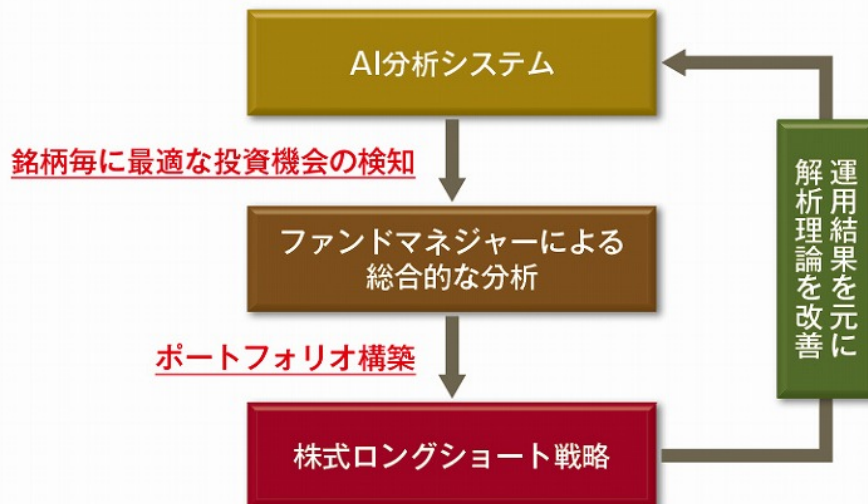 AI分析システム
銘柄毎に最適な投資機会の検知
ファンドマネジャーによる
総合的な分析
ポートフォリオ構築
株式ロングショート戦略
運用結果を元に
解析理論を改善